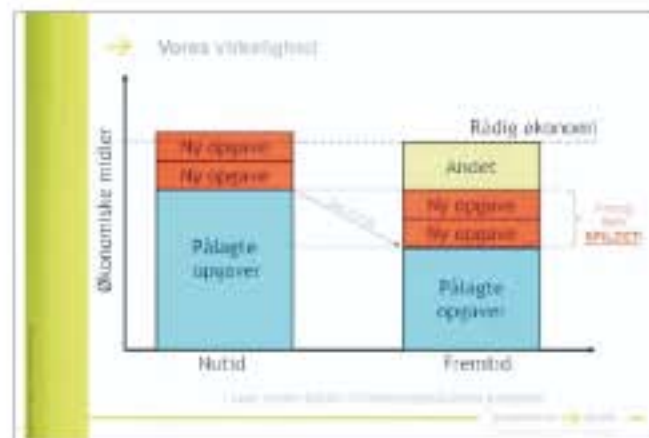 Vores virkelighed
Økonomiske midler
Rådig økonomi
Ny opgave
Ny opgave
Pålagte
opgaver
Andet
Ny opgave
Ny opgave
Pålagte
opgaver
SPILDET!
Nutid
Fremtid